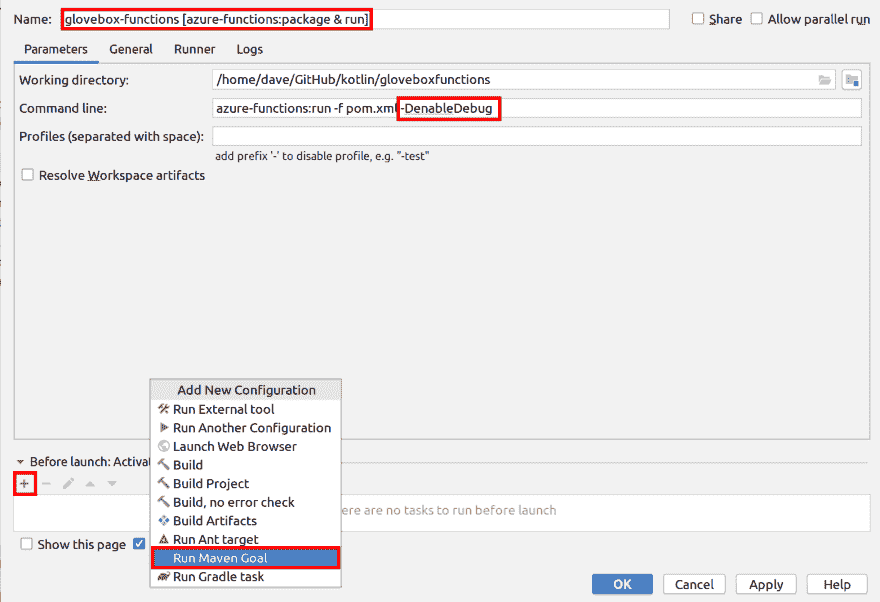 Name: glovebox-functions [azure-functions:package & run] Share Allow parallel run
Parameters General Runner Logs
Working directory: /home/dave/GitHub/kotlin/gloveboxfunctions
Command line: azure-functions:run -f pom.xml -DenableDebug
Profiles (separated with space):
add prefix '-' to disable profile, e.g. "-test"
Resolve Workspace artifacts
Add New Configuration
Run External tool
Run Another Configuration
Launch Web Browser
Build
Build Project
Build, no error check
Build Artifacts
Run Ant target
Run Maven Goal
Run Gradle task
Before launch: Activa
ere are no tasks to run before launch
Show this page
OK Cancel Apply Help